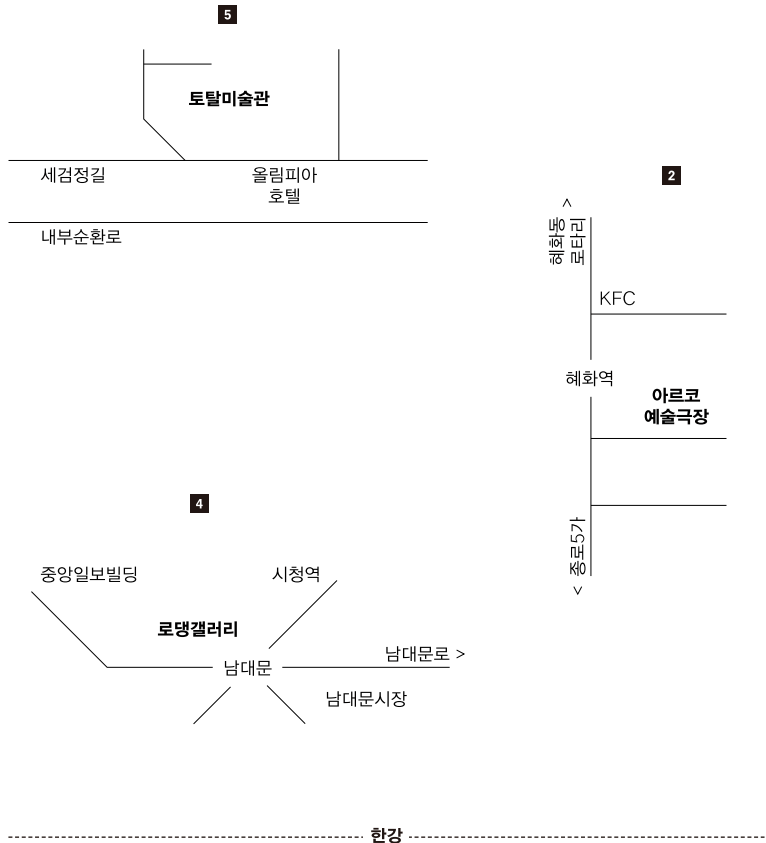 5
토탈미술관
세검정길
올림피아
호텔
내부순환로
2
혜화동 >
로타리
KFC
혜화역
아르코
예술극장
< 종로5가
4
중앙일보빌딩
시청역
로댕갤러리
남대문
남대문로 >
남대문시장
한강